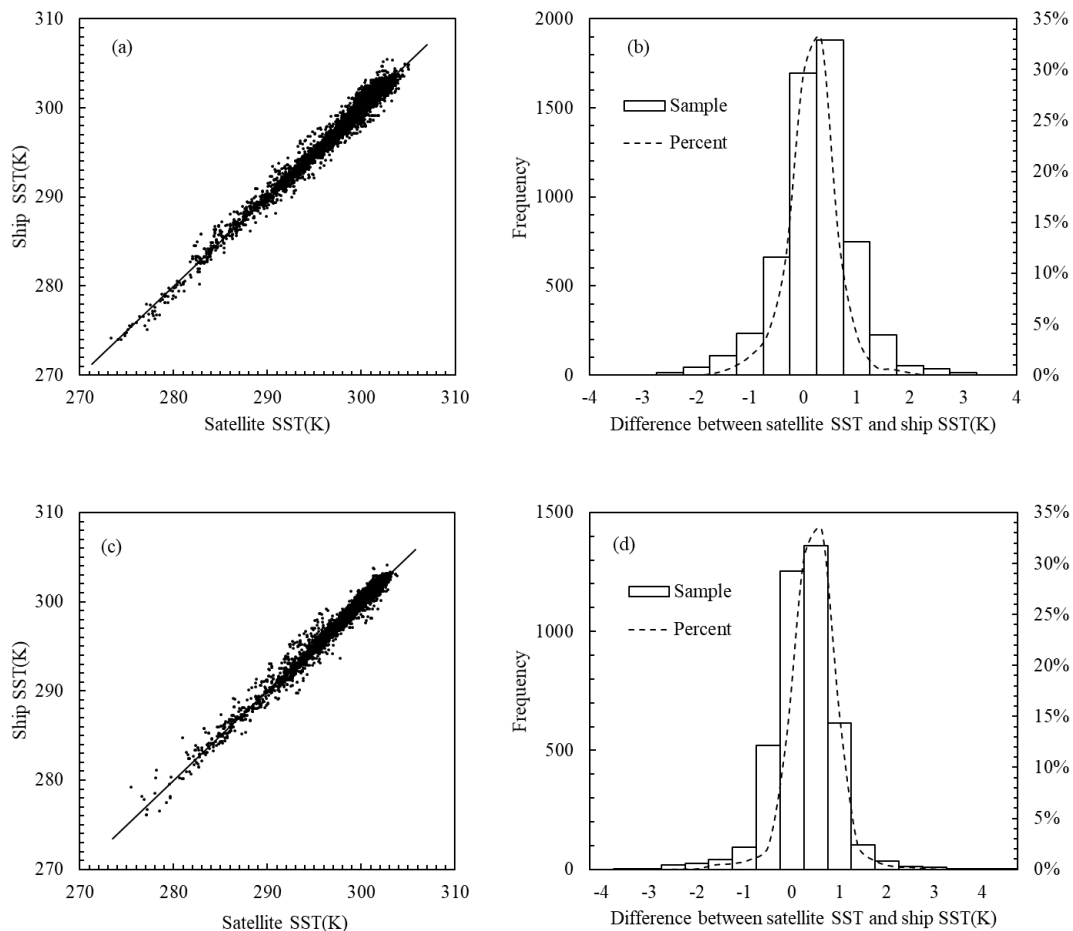 310
300
290
280
270
Ship SST(K)
(a)
270 280 290 300 310
Satellite SST(K)
2000
1500
1000
500
0
Frequency
(b)
Sample
Percent
35%
30%
25%
20%
15%
10%
5%
0%
-4 -3 -2 -1 0 1 2 3 4
Difference between satellite SST and ship SST(K)
310
300
290
280
270
Ship SST(K)
(c)
270 280 290 300 310
Satellite SST(K)
1500
1000
500
0
Frequency
(d)
Sample
Percent
35%
30%
25%
20%
15%
10%
5%
0%
-4 -3 -2 -1 0 1 2 3 4
Difference between satellite SST and ship SST(K)